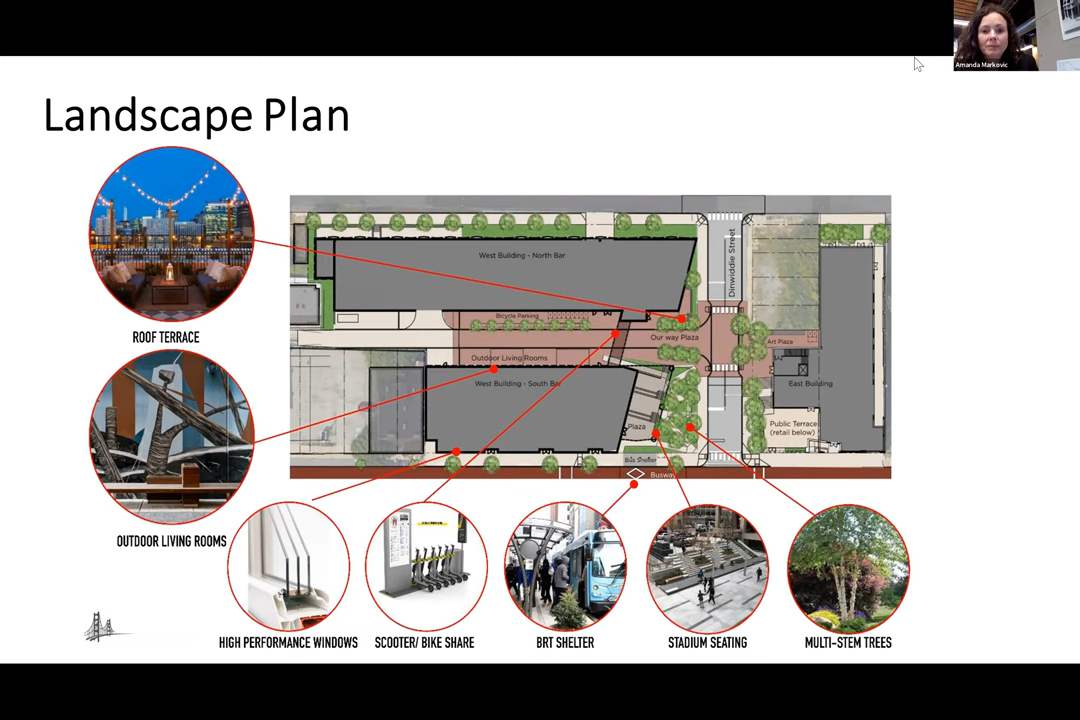 Amanda Markovic
Landscape Plan
ROOF TERRACE
OUTDOOR LIVING ROOMS
West Building - North Bar
Dinwiddie Street
Bicycle Parking
Our way Plaza
Art Plaza
Outdoor Living Rooms
West Building - South Bar
East Building
Plaza
Public Terrace
(retail below)
Bus Shelter
Busway
HIGH PERFORMANCE WINDOWS
SCOOTER/ BIKE SHARE
BRT SHELTER
STADIUM SEATING
MULTI-STEM TREES